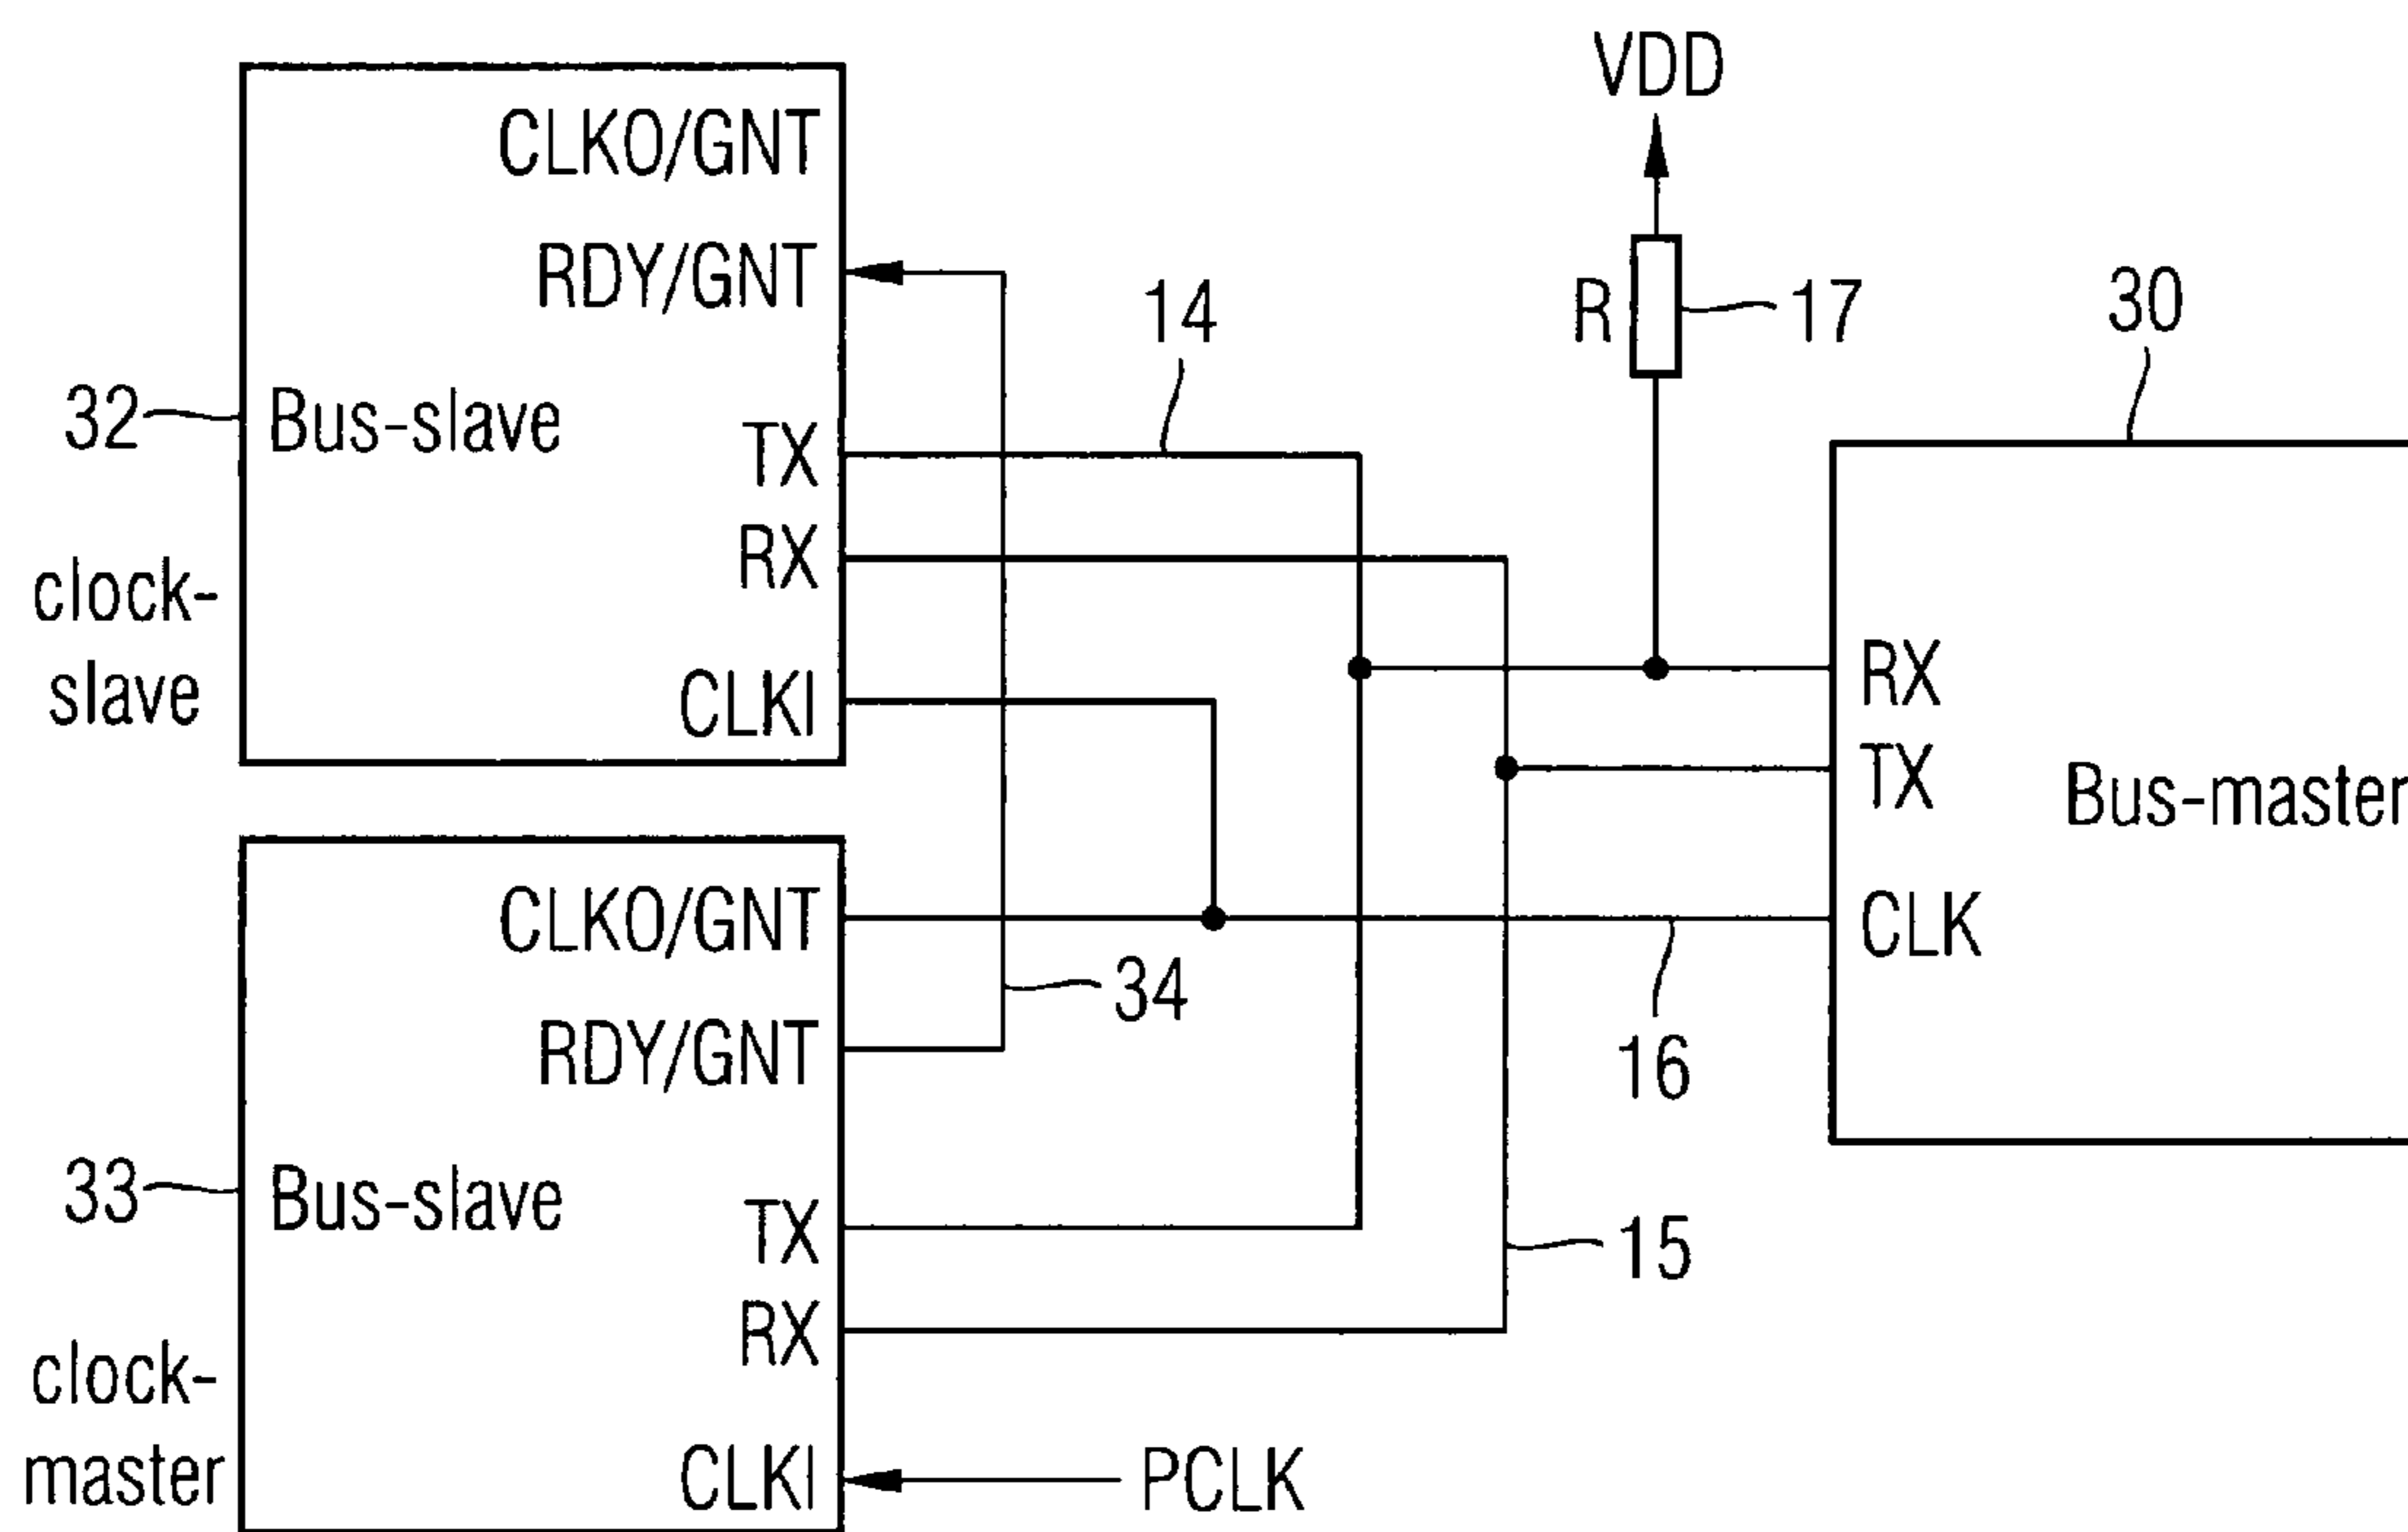 VDD
CLKO/GNT
RDY/GNT
14
R
17
30
32
Bus-slave
TX
RX
clock-
slave
CLKI
RX
TX
Bus-master
CLKO/GNT
CLK
34
RDY/GNT
16
33
Bus-slave
TX
15
RX
clock-
master
CLKI
PCLK